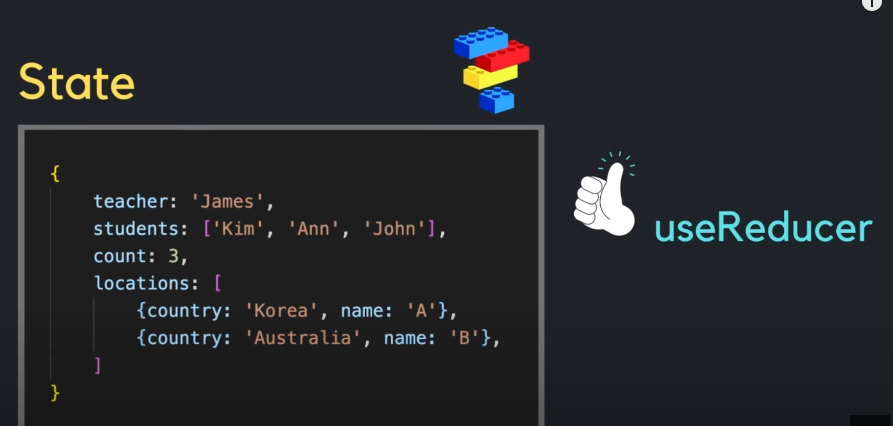 State
{
teacher: 'James',
students: ['Kim', 'Ann', 'John'],
count: 3,
locations: [
{country: 'Korea', name: 'A'},
{country: 'Australia', name: 'B'},
]
}
useReducer